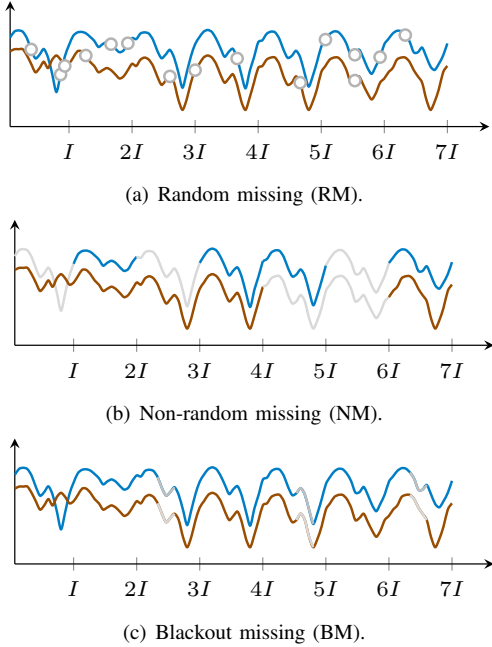 I 2I 3I 4I 5I 6I 7I
(a) Random missing (RM).
I 2I 3I 4I 5I 6I 7I
(b) Non-random missing (NM).
I 2I 3I 4I 5I 6I 7I
(c) Blackout missing (BM).